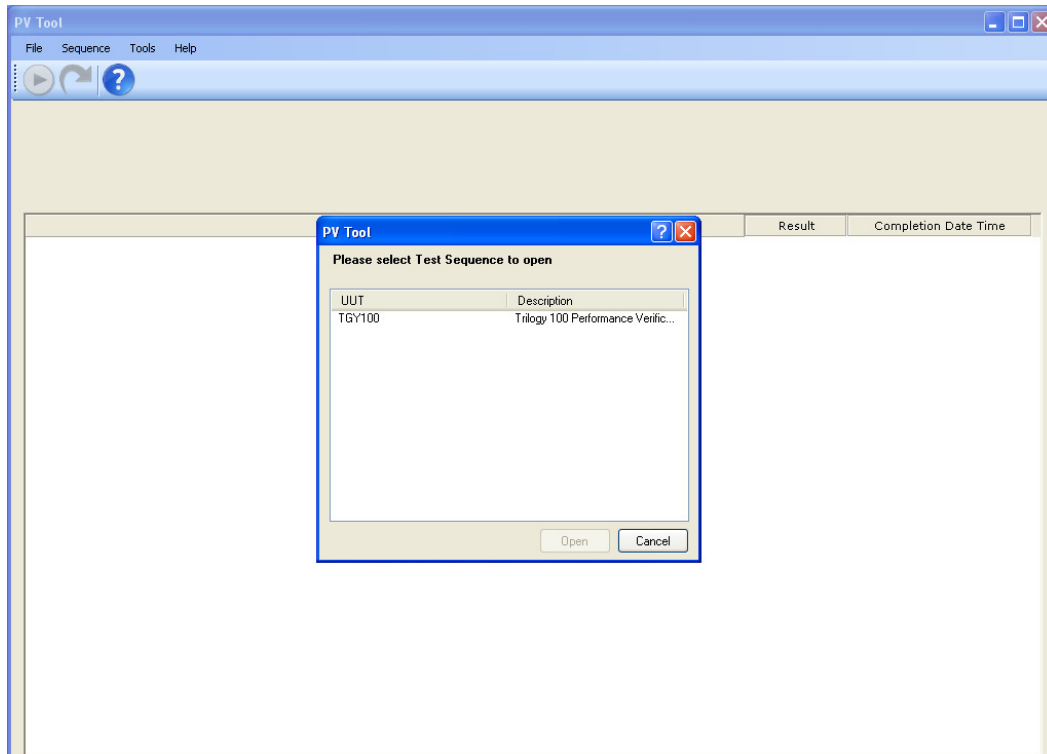 PV Tool
File Sequence Tools Help
?
Result Completion Date Time
PV Tool
Please select Test Sequence to open
UUT Description
TGY100 Trilogy 100 Performance Verific...
Open Cancel